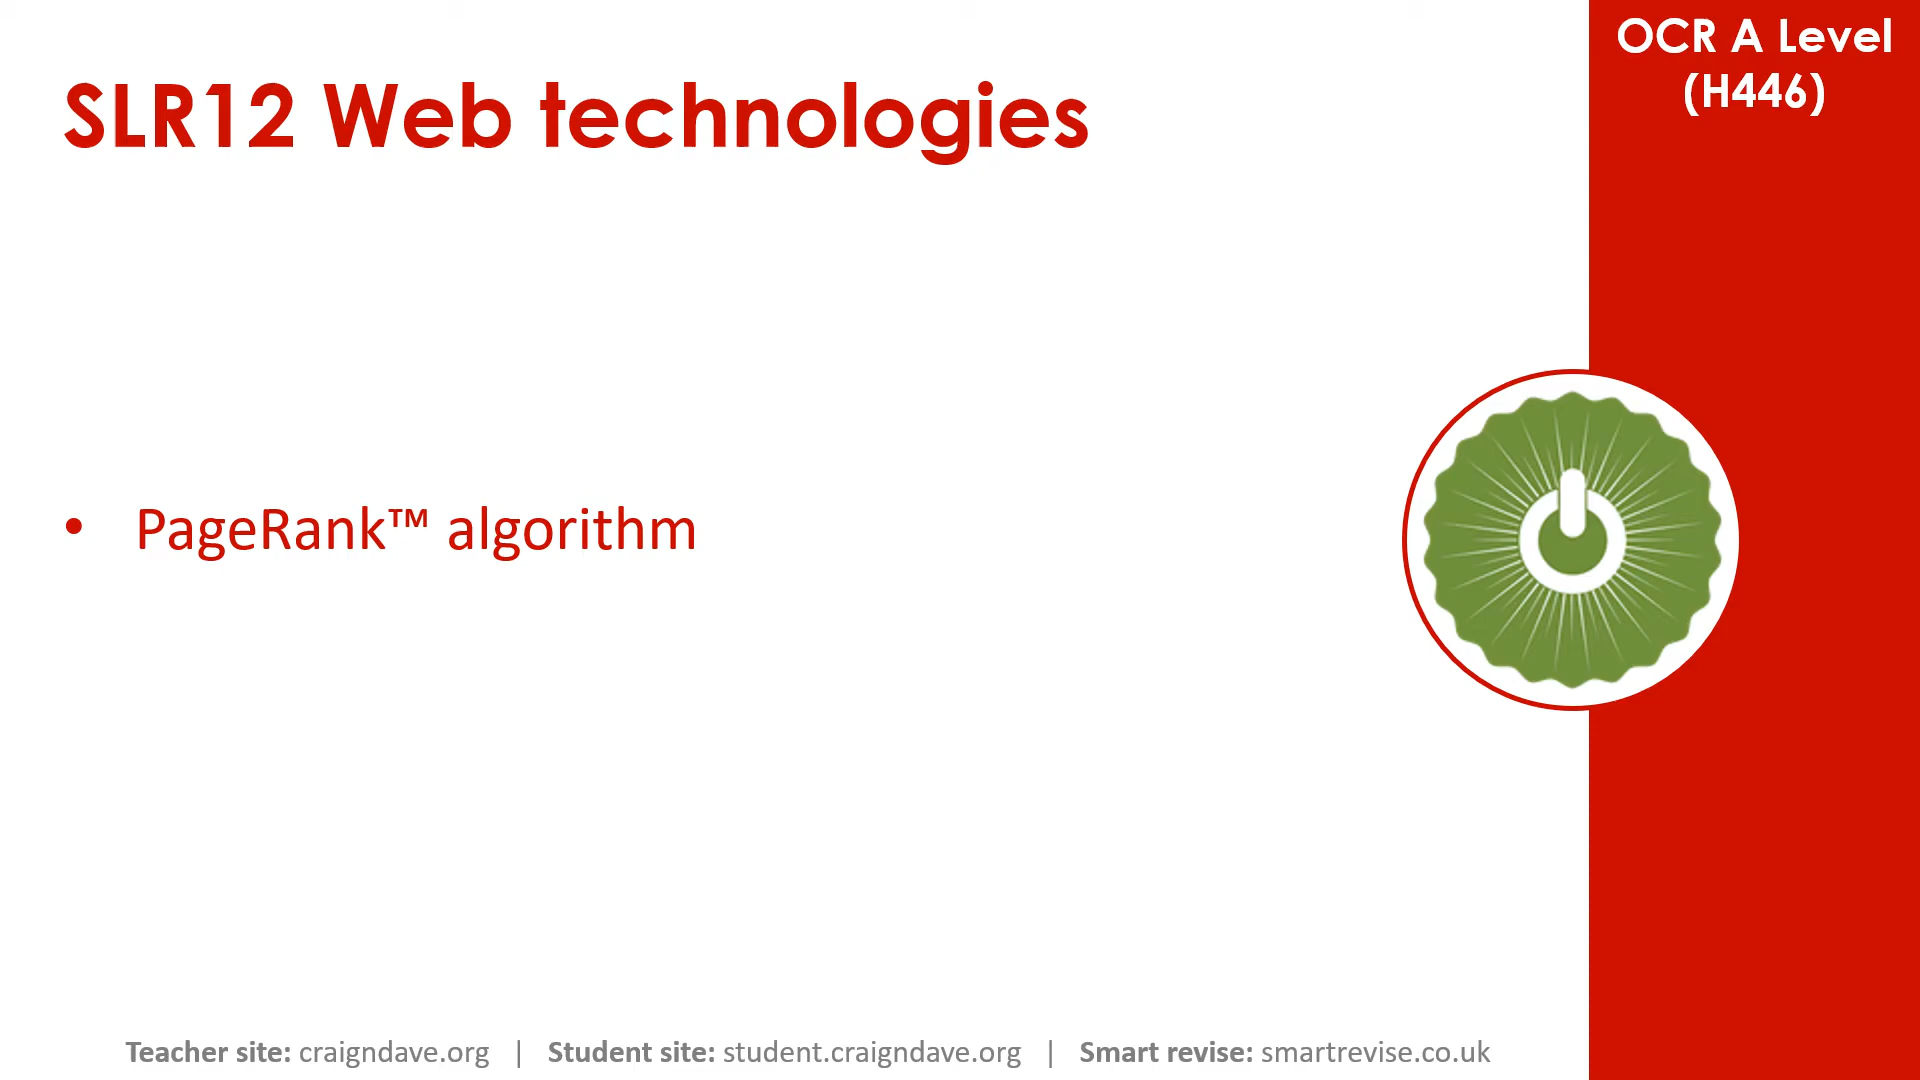 OCR A Level
(H446)
SLR12 Web technologies
• PageRank™ algorithm
Teacher site: craigndave.org | Student site: student.craigndave.org | Smart revise: smartrevise.co.uk